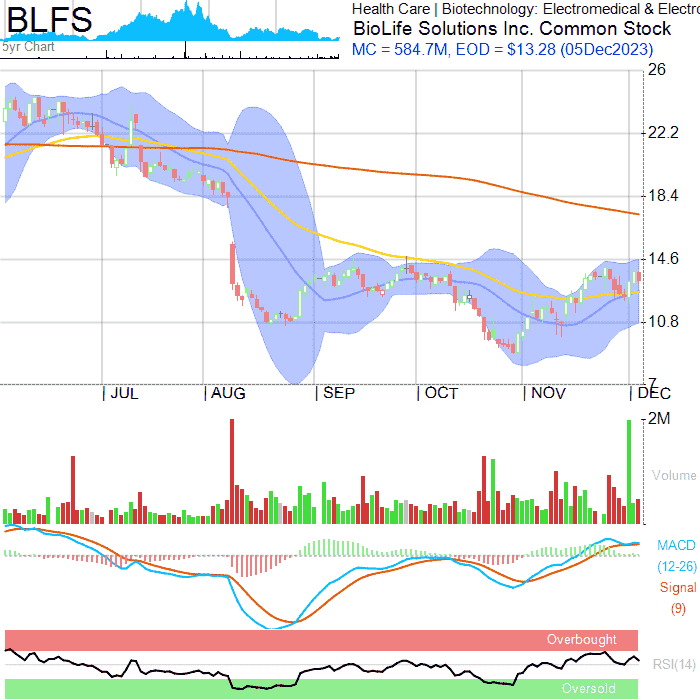 BLFS
5yr Chart
Health Care | Biotechnology: Electromedical & Electro
BioLife Solutions Inc. Common Stock
MC = 584.7M, EOD = $13.28 (05Dec2023)
26
22.2
18.4
14.6
10.8
7
JUL AUG SEP OCT NOV DEC
2M
Volume
MACD
(12-26)
Signal
(9)
Overbought
RSI(14)
Oversold